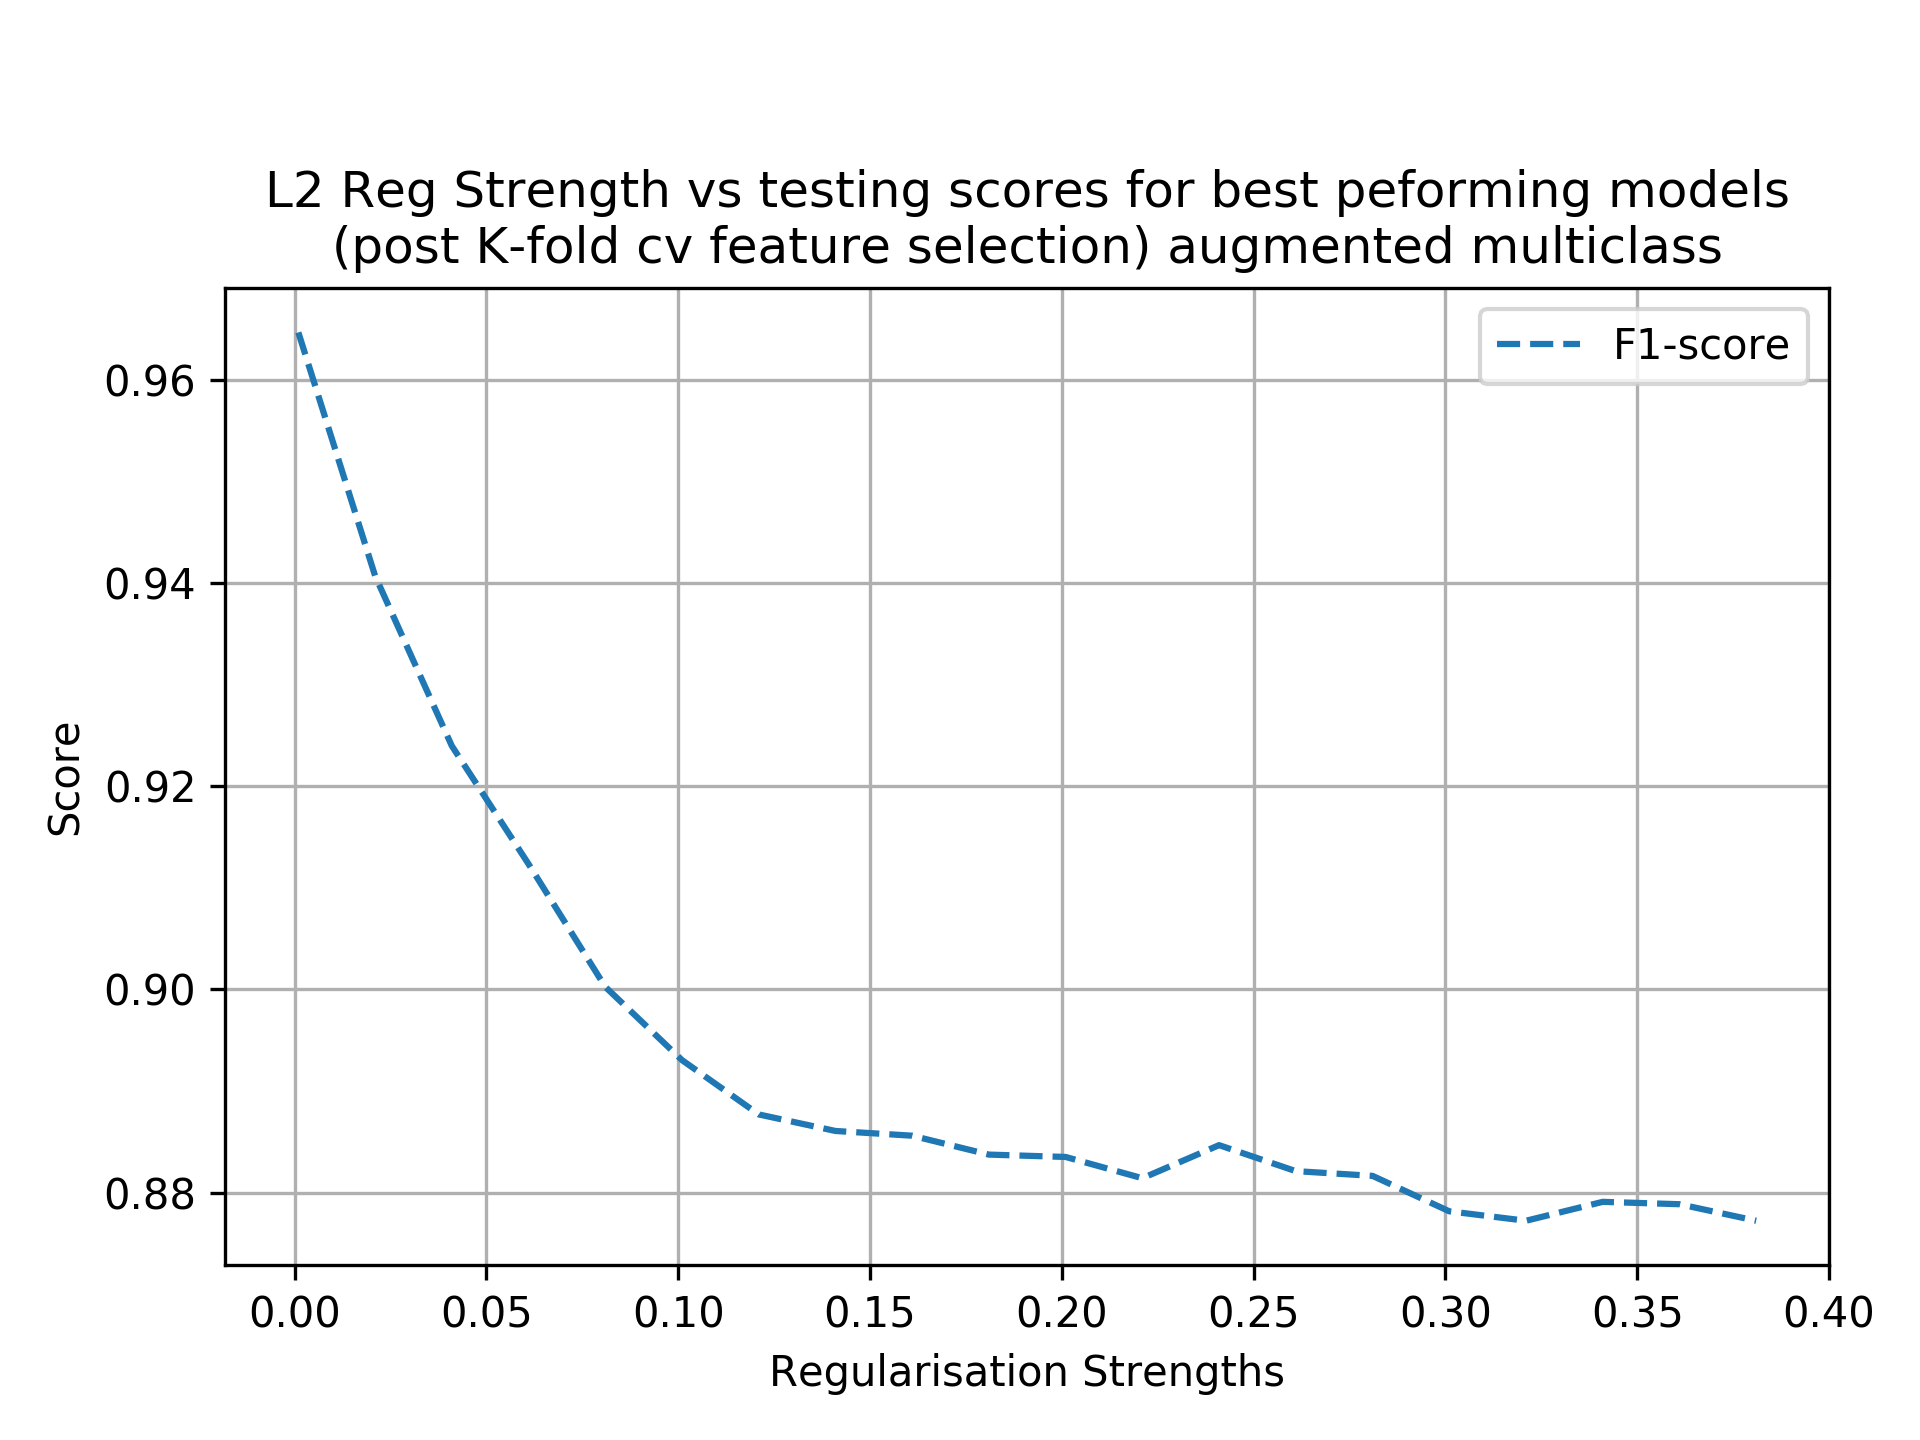 L2 Reg Strength vs testing scores for best peforming models
(post K-fold cv feature selection) augmented multiclass
F1-score
0.96
0.94
0.92
0.90
0.88
Score
0.00 0.05 0.10 0.15 0.20 0.25 0.30 0.35 0.40
Regularisation Strengths